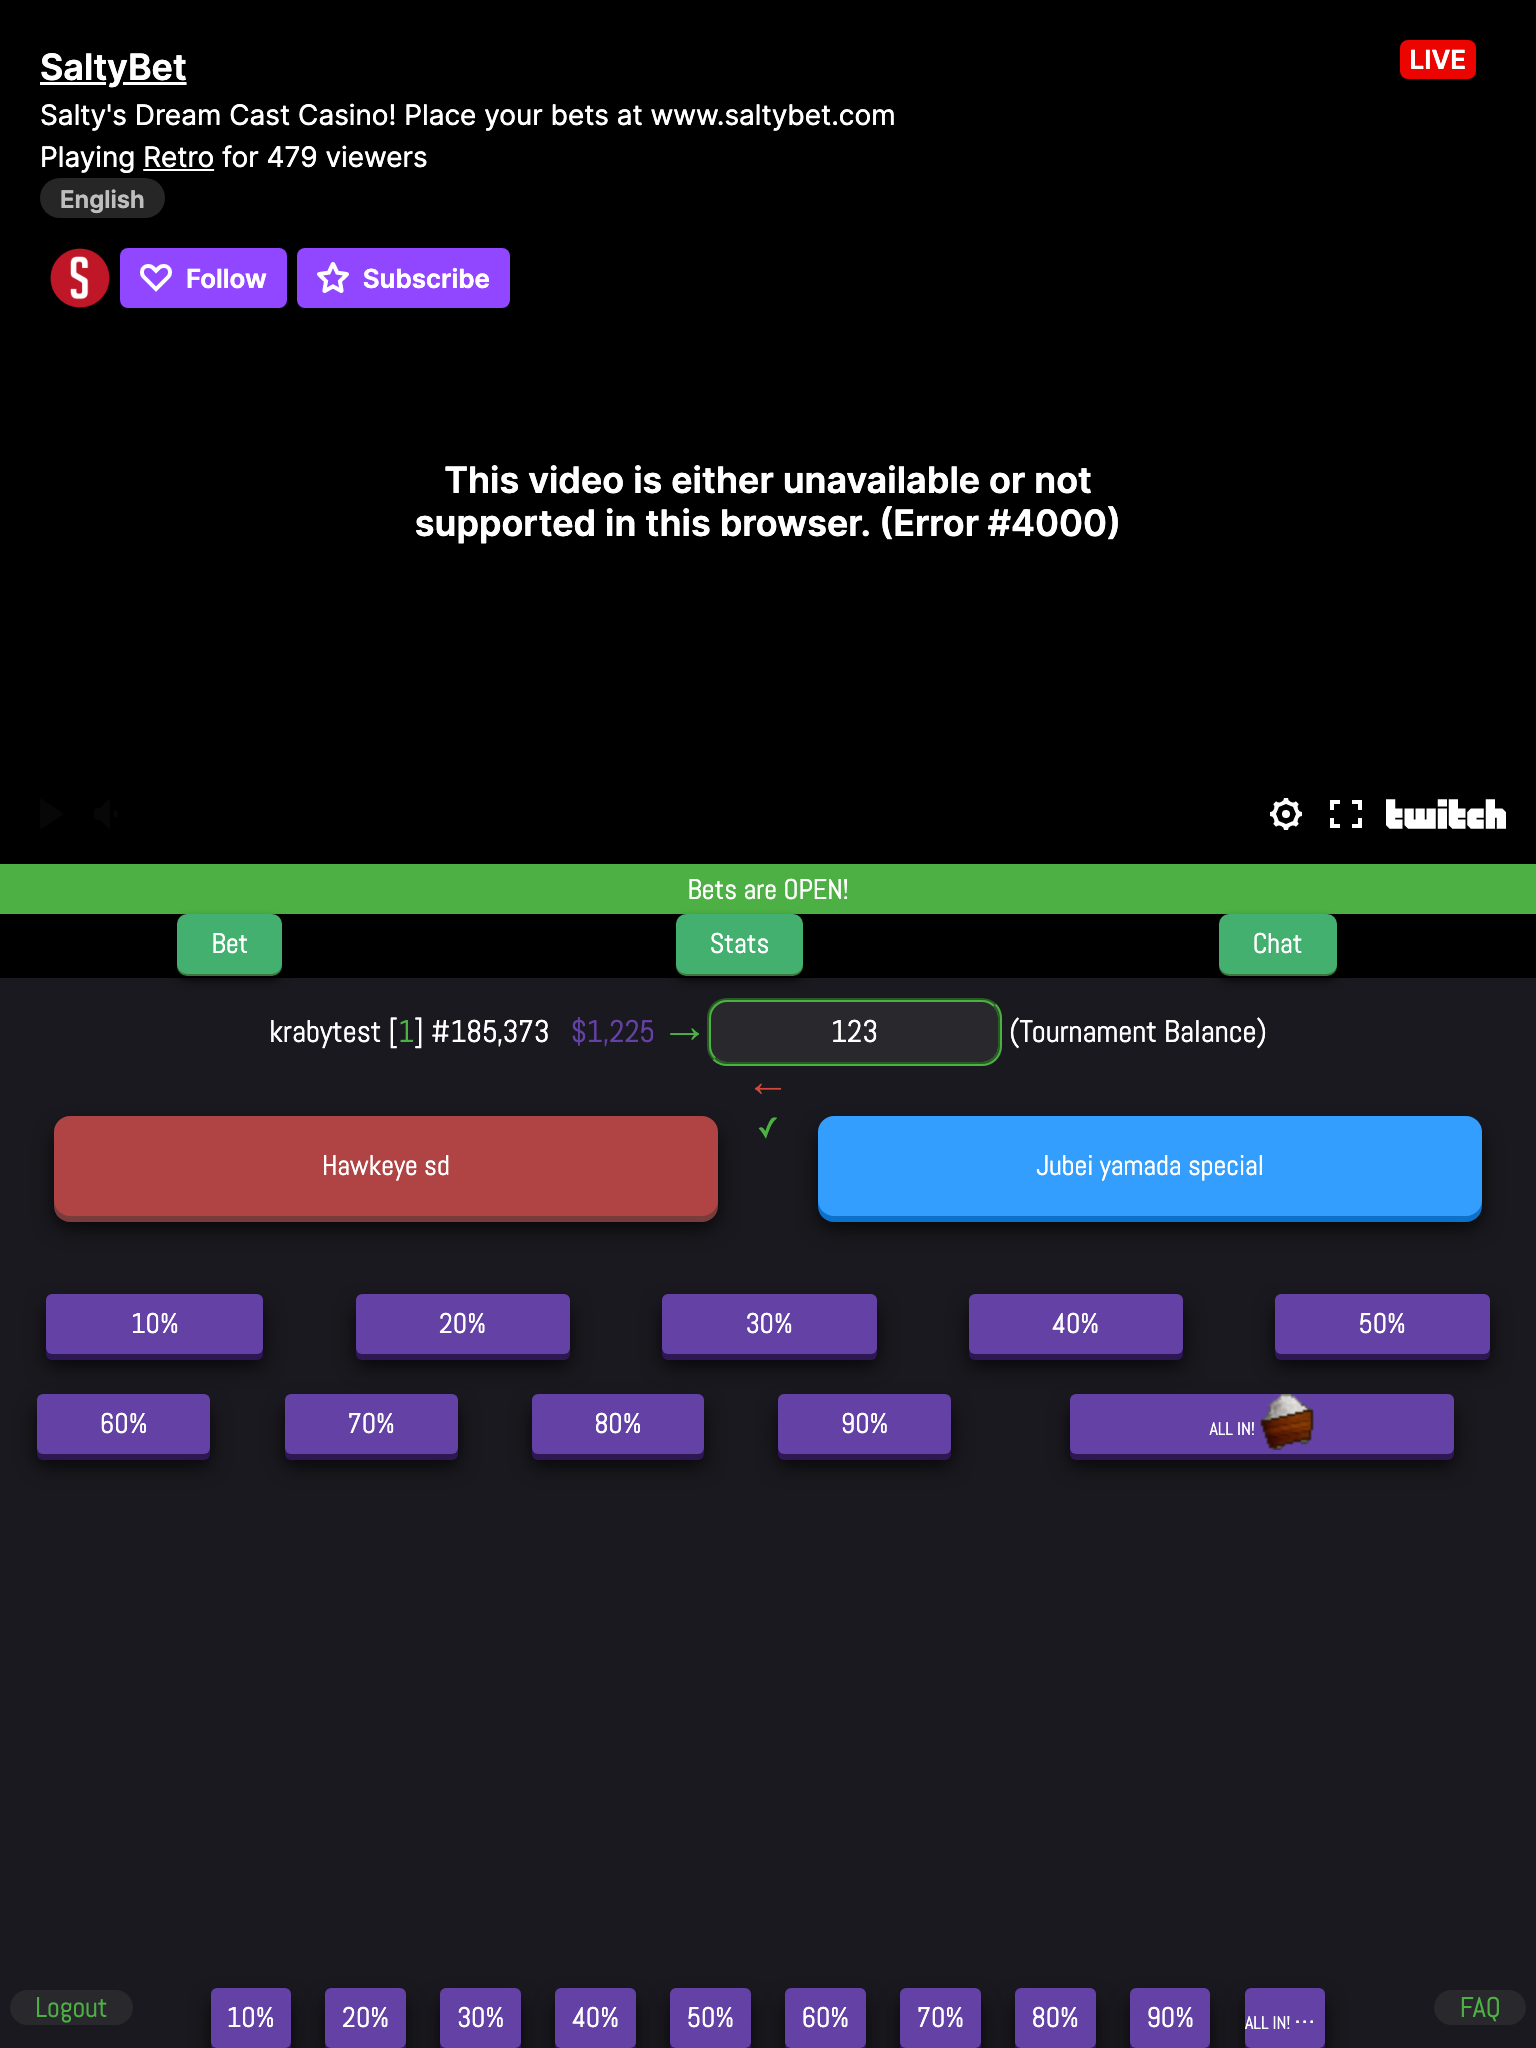 SaltyBet
LIVE
Salty's Dream Cast Casino! Place your bets at www.saltybet.com
Playing Retro for 479 viewers
English
S Follow Subscribe
This video is either unavailable or not
supported in this browser. (Error #4000)
twitch
Bets are OPEN!
Bet Stats Chat
krabytest [1] #185,373 $1,225 → 123 (Tournament Balance)
←
✓
Hawkeye sd Jubei yamada special
10% 20% 30% 40% 50%
60% 70% 80% 90% ALL IN!
Logout 10% 20% 30% 40% 50% 60% 70% 80% 90% ALL IN! ... FAQ